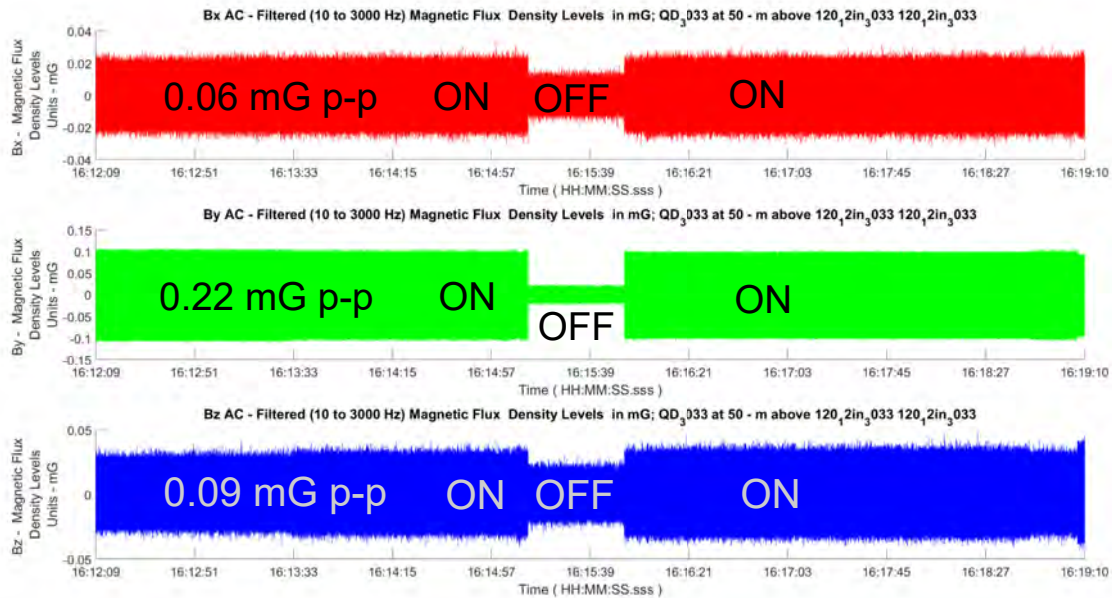 Bx AC - Filtered (10 to 3000 Hz) Magnetic Flux Density Levels in mG; QD_3033 at 50 - m above 120_12in_3033 120_12in_3033
Bx - Magnetic Flux
Density Levels
Units - mG
0.04
0.02
0
-0.02
-0.04
0.06 mG p-p ON OFF ON
16:12:09 16:12:51 16:13:33 16:14:15 16:14:57 16:15:39 16:16:21 16:17:03 16:17:45 16:18:27 16:19:10
Time ( HH:MM:SS.sss )
By AC - Filtered (10 to 3000 Hz) Magnetic Flux Density Levels in mG; QD_3033 at 50 - m above 120_12in_3033 120_12in_3033
By - Magnetic Flux
Density Levels
Units - mG
0.15
0.1
0.05
0
-0.05
-0.1
-0.15
0.22 mG p-p ON OFF ON
16:12:09 16:12:51 16:13:33 16:14:15 16:14:57 16:15:39 16:16:21 16:17:03 16:17:45 16:18:27 16:19:10
Time ( HH:MM:SS.sss )
Bz AC - Filtered (10 to 3000 Hz) Magnetic Flux Density Levels in mG; QD_3033 at 50 - m above 120_12in_3033 120_12in_3033
Bz - Magnetic Flux
Density Levels
Units - mG
0.05
0
-0.05
0.09 mG p-p ON OFF ON
16:12:09 16:12:51 16:13:33 16:14:15 16:14:57 16:15:39 16:16:21 16:17:03 16:17:45 16:18:27 16:19:10
Time ( HH:MM:SS.sss )